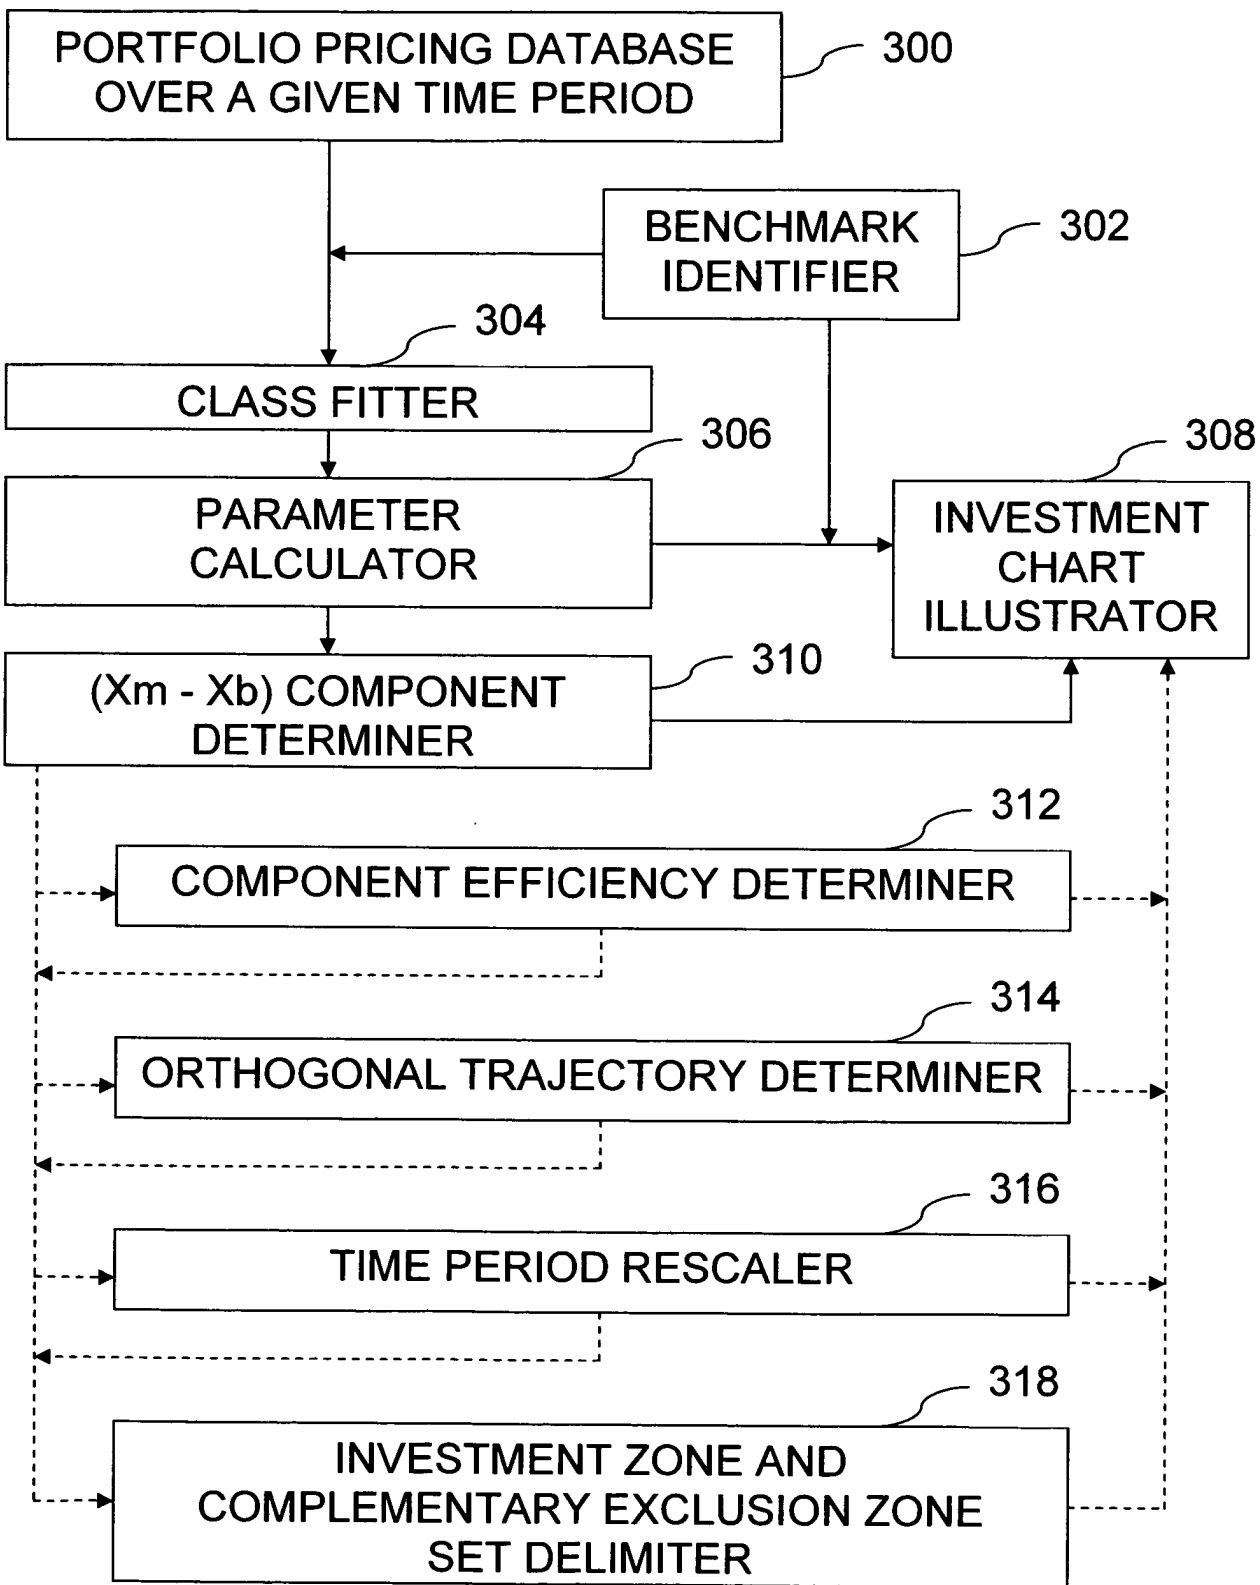 PORTFOLIO PRICING DATABASE
OVER A GIVEN TIME PERIOD
300
BENCHMARK
IDENTIFIER
302
304
CLASS FITTER
306
PARAMETER
CALCULATOR
308
INVESTMENT
CHART
ILLUSTRATOR
310
(Xm - Xb) COMPONENT
DETERMINER
312
COMPONENT EFFICIENCY DETERMINER
314
ORTHOGONAL TRAJECTORY DETERMINER
316
TIME PERIOD RESCALER
318
INVESTMENT ZONE AND
COMPLEMENTARY EXCLUSION ZONE
SET DELIMITER